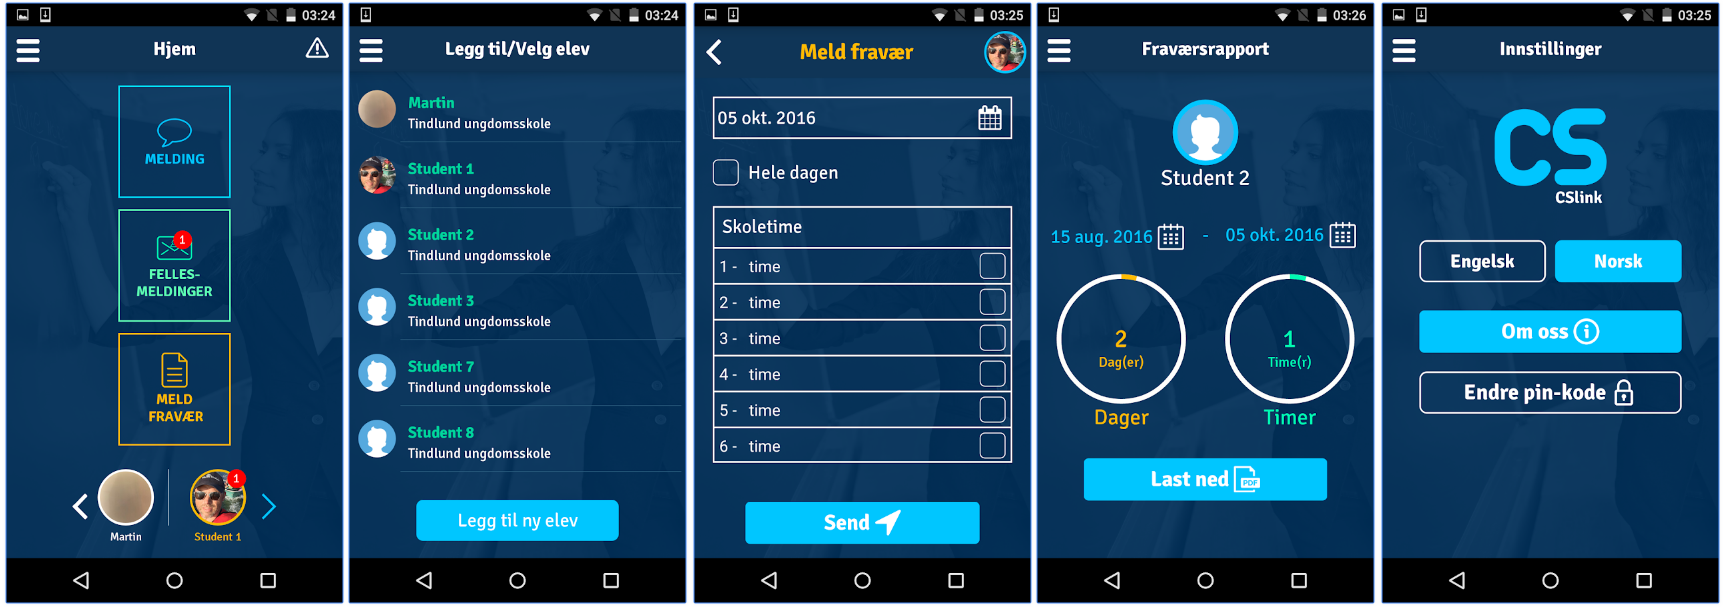 03:24
Hjem
MELDING
1
FELLES-
MELDINGER
MELD
FRAVÆR
1
Martin
Student 1
03:24
Legg til/Velg elev
Martin
Tindlund ungdomsskole
Student 1
Tindlund ungdomsskole
Student 2
Tindlund ungdomsskole
Student 3
Tindlund ungdomsskole
Student 7
Tindlund ungdomsskole
Student 8
Tindlund ungdomsskole
Legg til ny elev
03:25
Meld fravær
05 okt. 2016
Hele dagen
Skoletime
1 - time
2 - time
3 - time
4 - time
5 - time
6 - time
Send
03:26
Fraværsrapport
Student 2
15 aug. 2016 - 05 okt. 2016
2
Dag(er)
Dager
1
Time(r)
Timer
Last ned PDF
03:25
Innstillinger
CS
CSlink
Engelsk
Norsk
Om oss
Endre pin-kode